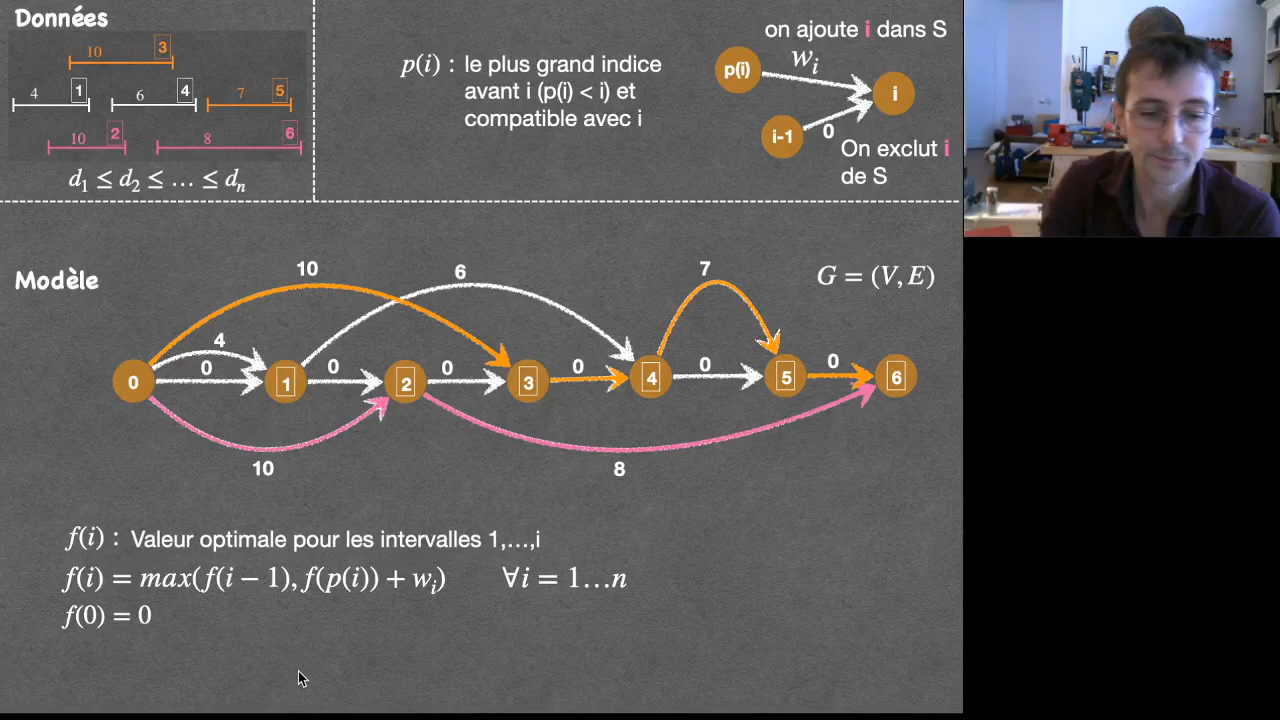 Données
10 3
4 1 6 4 7 5
10 2 8 6
d₁ ≤ d₂ ≤ … ≤ dₙ
p(i) : le plus grand indice
avant i (p(i) < i) et
compatible avec i
on ajoute i dans S
p(i) wᵢ i
i-1 0
On exclut i
de S
Modèle
G = (V, E)
10 6 7
4
0 0 0 0 0 0
0 1 2 3 4 5 6
10 8
f(i) : Valeur optimale pour les intervalles 1,…,i
f(i) = max(f(i − 1), f(p(i)) + wᵢ) ∀i = 1…n
f(0) = 0